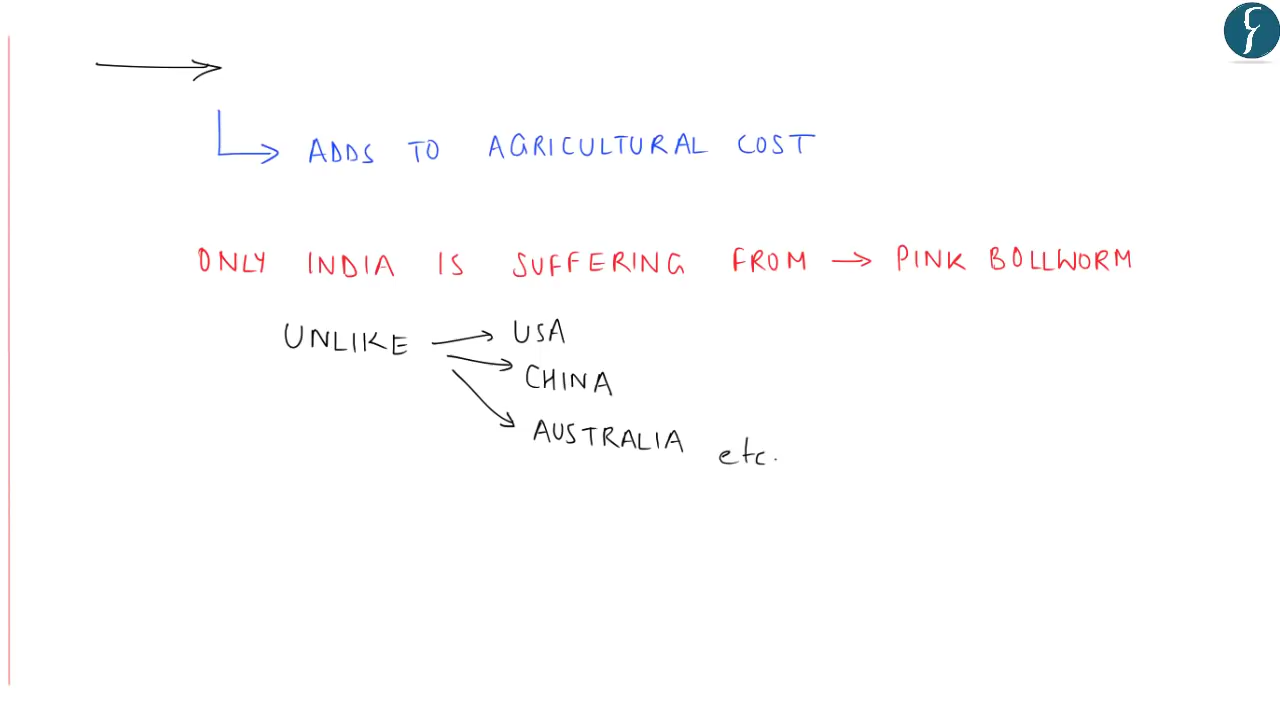 ADDS TO AGRICULTURAL COST
ONLY INDIA IS SUFFERING FROM → PINK BOLLWORM
UNLIKE → USA
CHINA
AUSTRALIA etc.